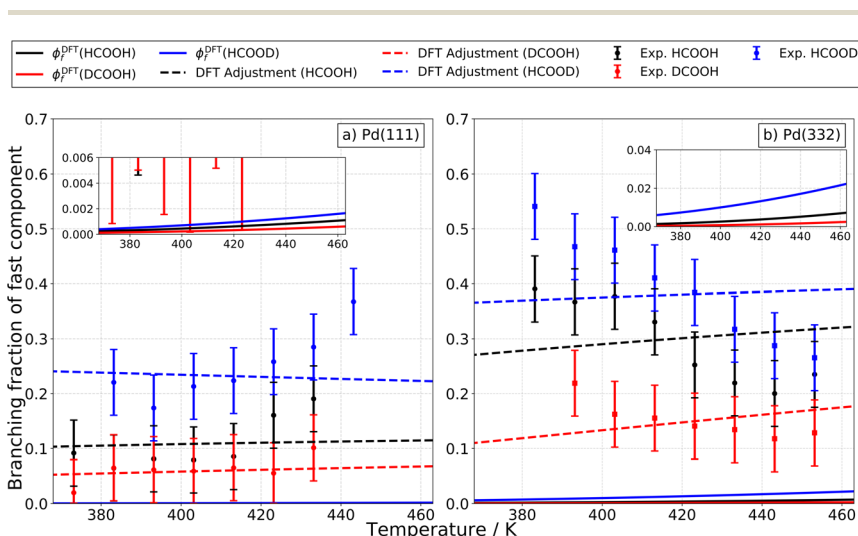 ϕ_f^DFT(HCOOH) ϕ_f^DFT(HCOOD) DFT Adjustment (DCOOH) Exp. HCOOH Exp. HCOOD
ϕ_f^DFT(DCOOH) DFT Adjustment (HCOOH) DFT Adjustment (HCOOD) Exp. DCOOH
Branching fraction of fast component
0.7
0.6
0.5
0.4
0.3
0.2
0.1
0.0
a) Pd(111)
0.006
0.004
0.002
0.000
380 400 420 440 460
380 400 420 440 460
0.7
0.6
0.5
0.4
0.3
0.2
0.1
0.0
b) Pd(332)
0.04
0.02
0.00
380 400 420 440 460
380 400 420 440 460
Temperature / K